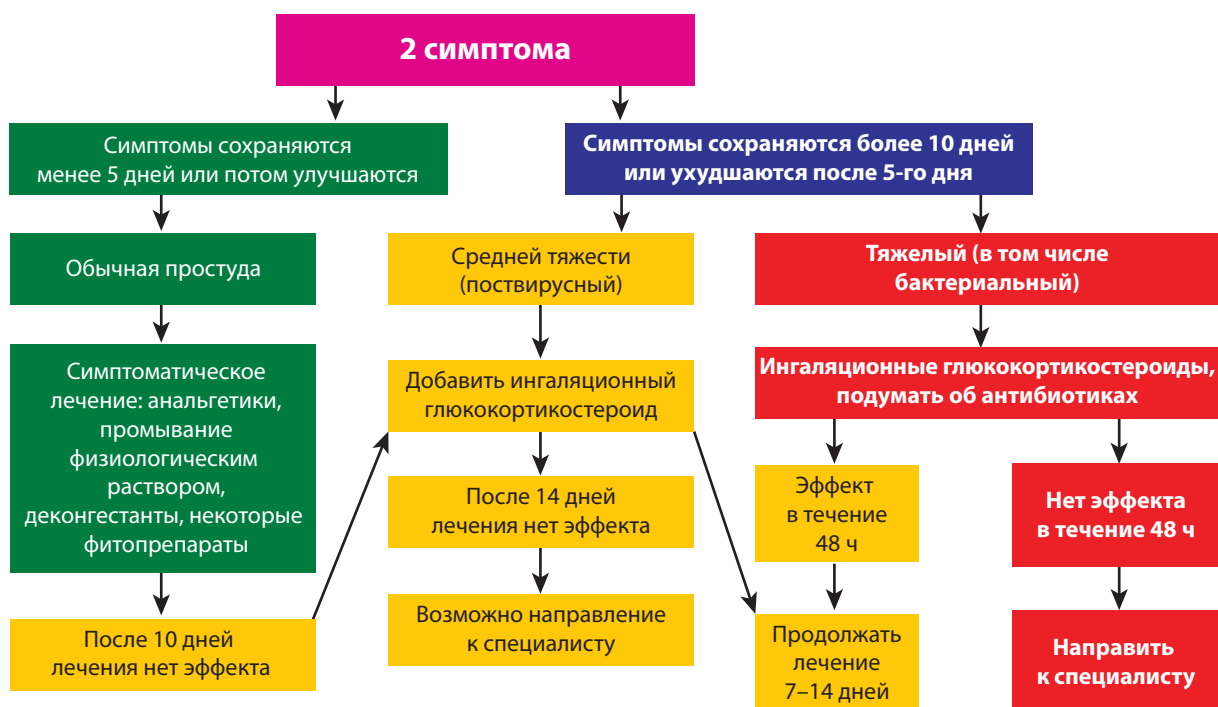 2 симптома
Симптомы сохраняются
менее 5 дней или потом улучшаются
Симптомы сохраняются более 10 дней
или ухудшаются после 5-го дня
Обычная простуда
Средней тяжести
(поствирусный)
Тяжелый (в том числе
бактериальный)
Симптоматическое
лечение: анальгетики,
промывание
физиологическим
раствором,
деконгестанты, некоторые
фитопрепараты
Добавить ингаляционный
глюкокортикостероид
Ингаляционные глюкокортикостероиды,
подумать об антибиотиках
После 14 дней
лечения нет эффекта
Эффект
в течение
48 ч
Нет эффекта
в течение 48 ч
После 10 дней
лечения нет эффекта
Возможно направление
к специалисту
Продолжать
лечение
7–14 дней
Направить
к специалисту